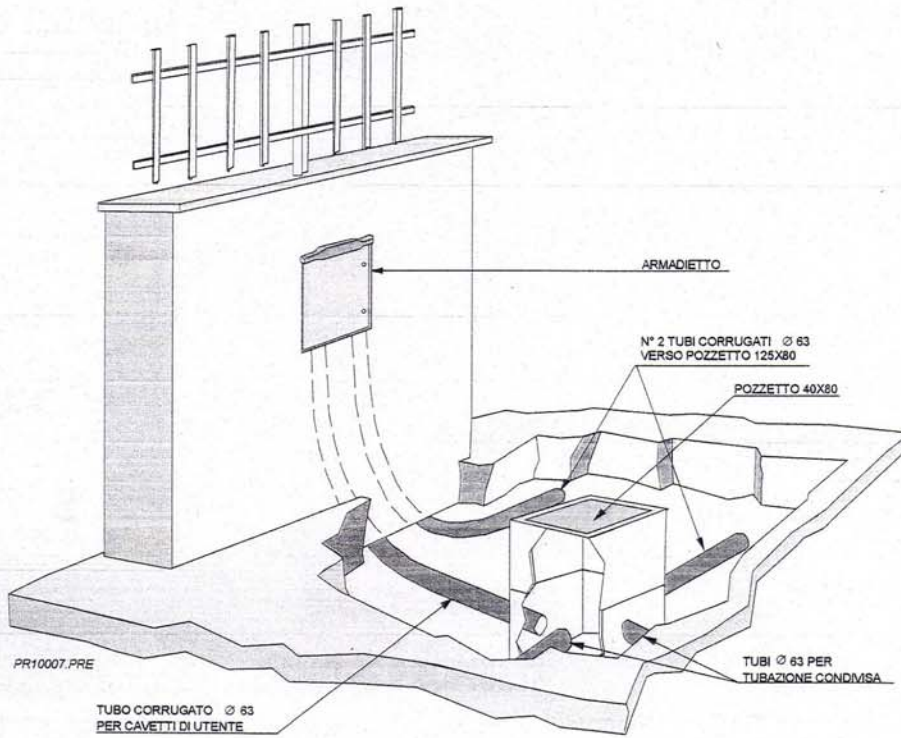 ARMADIETTO
N° 2 TUBI CORRUGATI Ø 63
VERSO POZZETTO 125X80
POZZETTO 40X80
PR10007.PRE
TUBI Ø 63 PER
TUBAZIONE CONDIVISA
TUBO CORRUGATO Ø 63
PER CAVETTI DI UTENTE